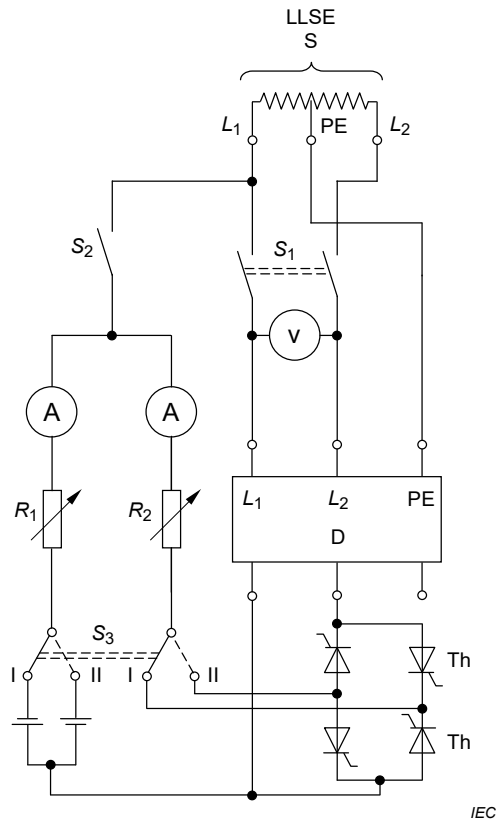 LLSE
S
L1 PE L2
S2
S1
V
A A
R1 R2
L1 L2 PE
D
S3
I II I II
Th
Th
IEC